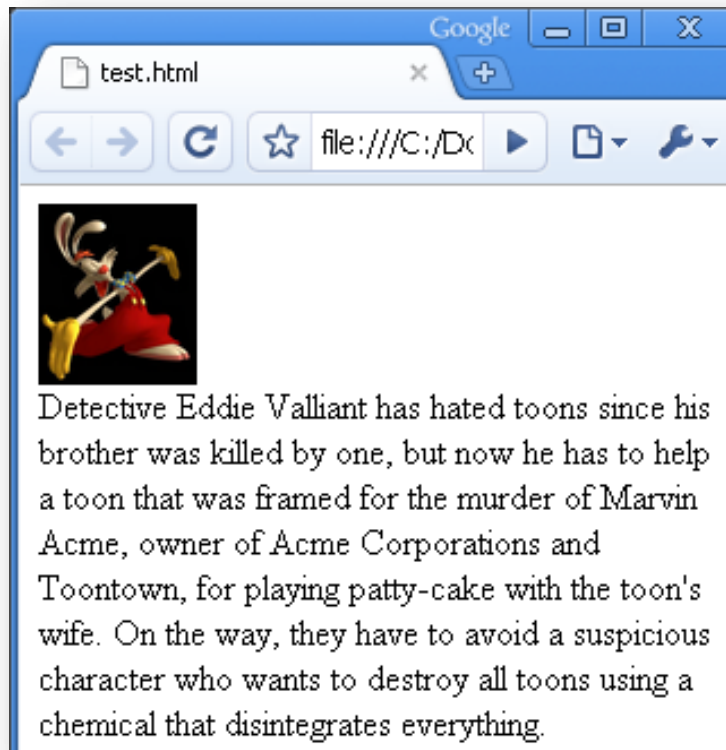 Google
test.html
file:///C:/Do
Detective Eddie Valliant has hated toons since his
brother was killed by one, but now he has to help
a toon that was framed for the murder of Marvin
Acme, owner of Acme Corporations and
Toontown, for playing patty-cake with the toon's
wife. On the way, they have to avoid a suspicious
character who wants to destroy all toons using a
chemical that disintegrates everything.